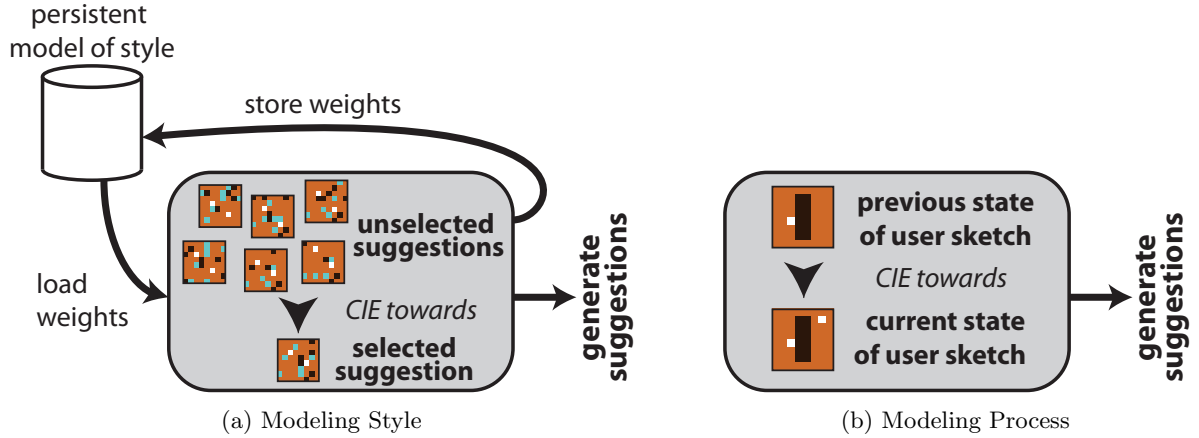 persistent
model of style
store weights
load
weights
unselected
suggestions
CIE towards
selected
suggestion
generate
suggestions
(a) Modeling Style
previous state
of user sketch
CIE towards
current state
of user sketch
generate
suggestions
(b) Modeling Process